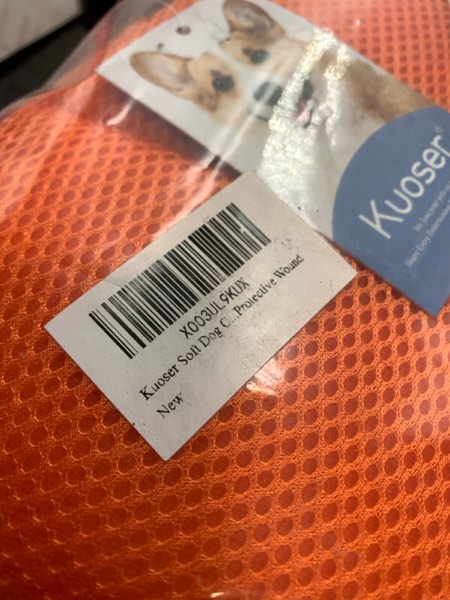 Kuoser®
X003UL9KUX
Kuoser Soft Dog C...Protective Wound
New